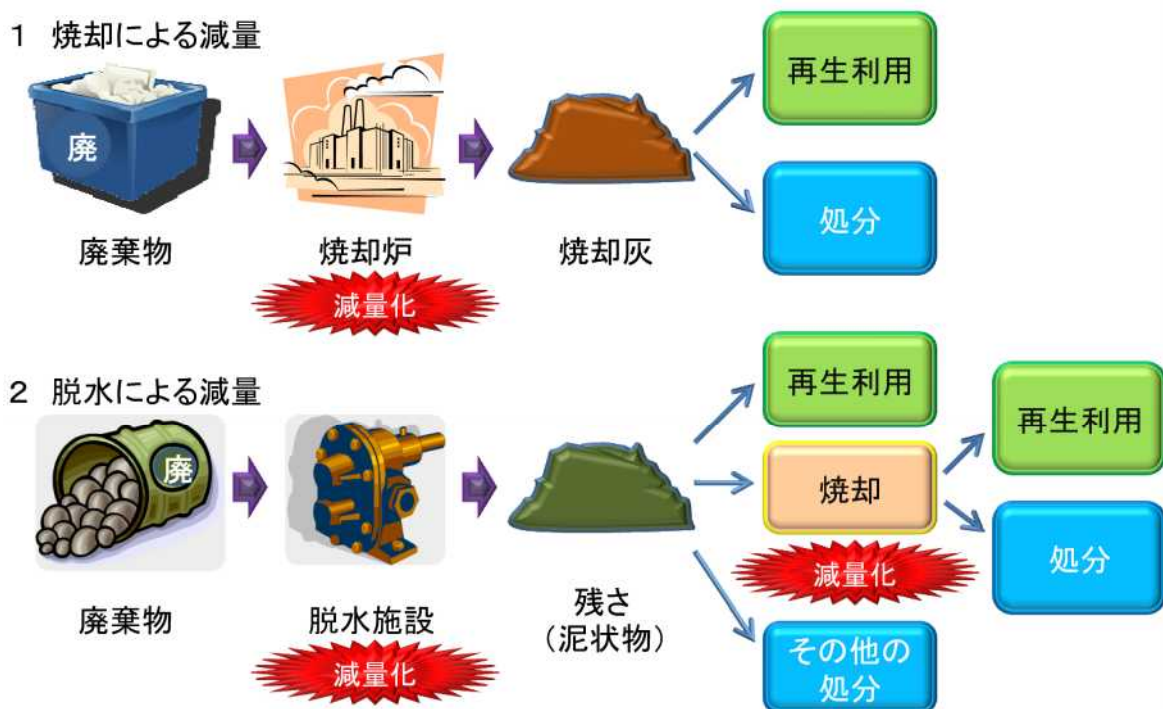 1 焼却による減量
廃
廃棄物
焼却炉
減量化
焼却灰
再生利用
処分
2 脱水による減量
廃
廃棄物
脱水施設
減量化
残さ
（泥状物）
再生利用
焼却
減量化
その他の
処分
再生利用
処分